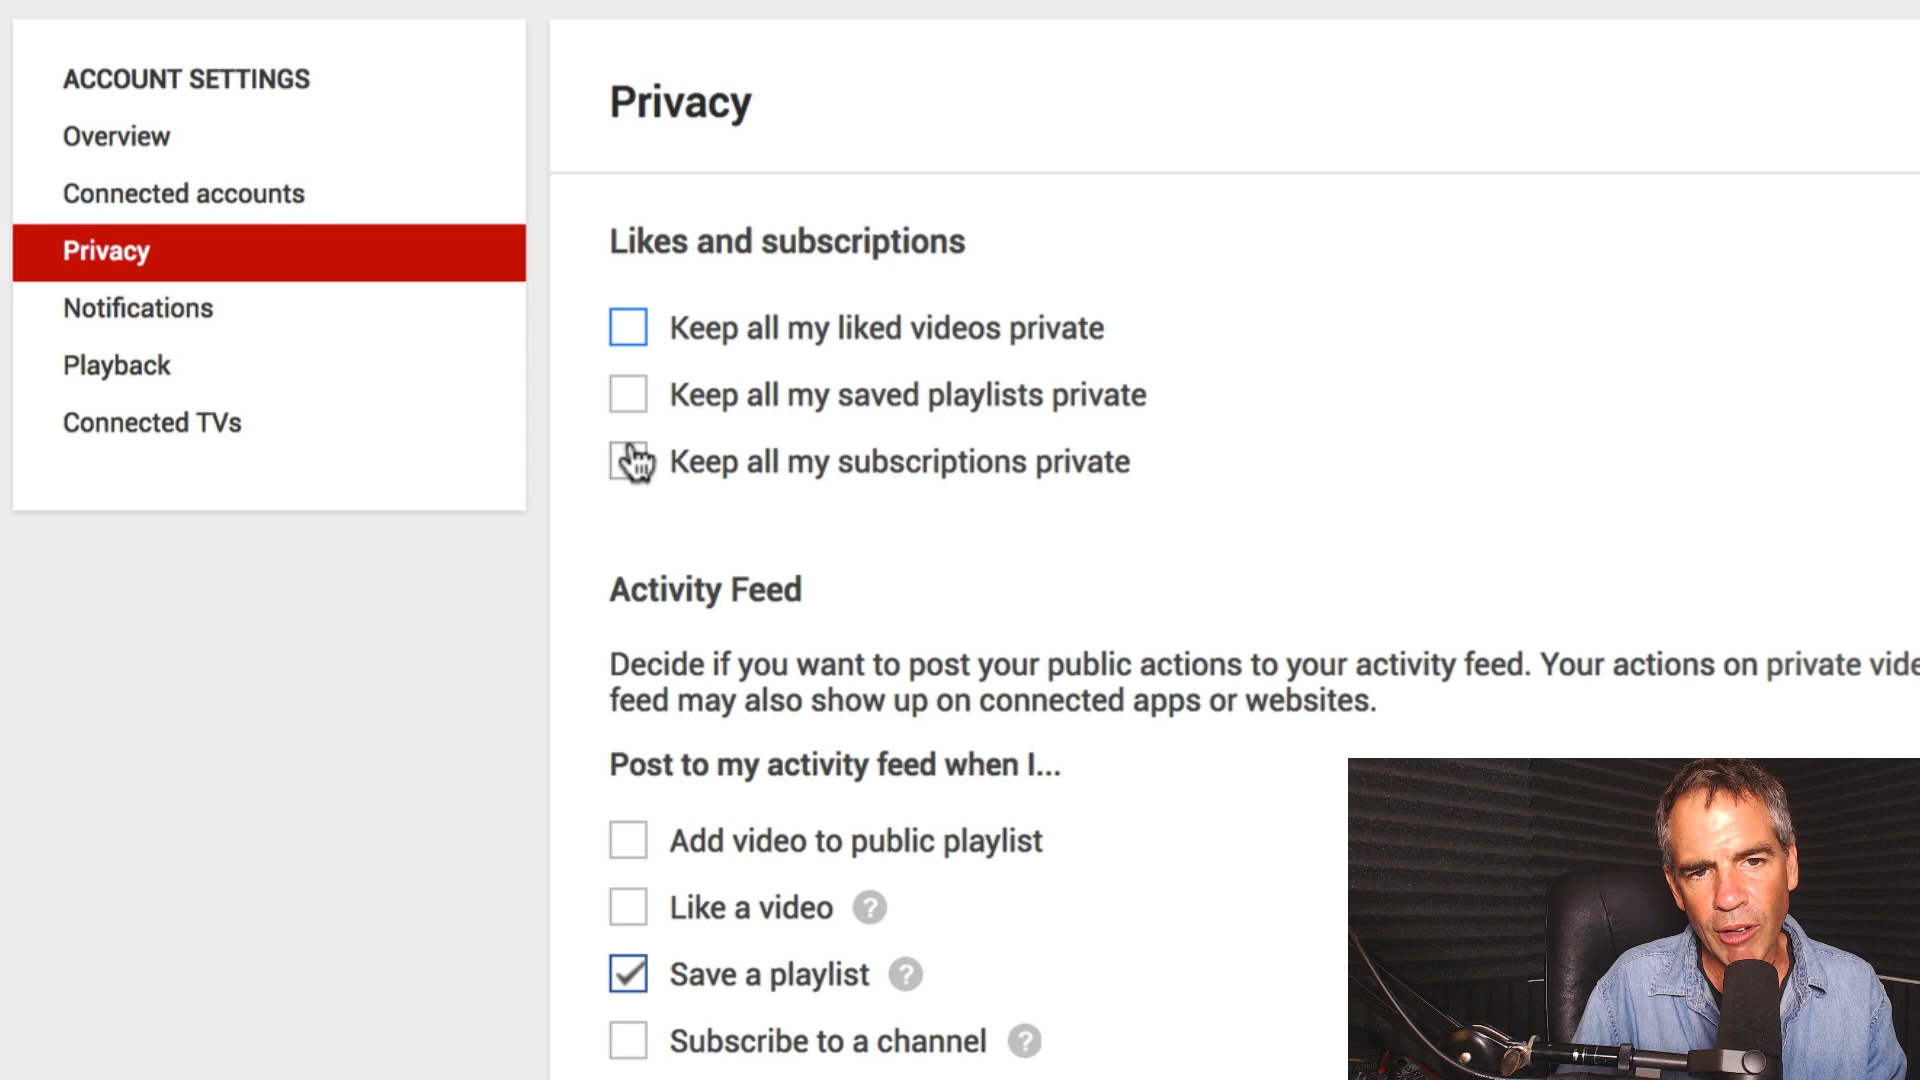 ACCOUNT SETTINGS
Overview
Connected accounts
Privacy
Notifications
Playback
Connected TVs
Privacy
Likes and subscriptions
Keep all my liked videos private
Keep all my saved playlists private
Keep all my subscriptions private
Activity Feed
Decide if you want to post your public actions to your activity feed. Your actions on private vide
feed may also show up on connected apps or websites.
Post to my activity feed when I...
Add video to public playlist
Like a video ?
Save a playlist ?
Subscribe to a channel ?